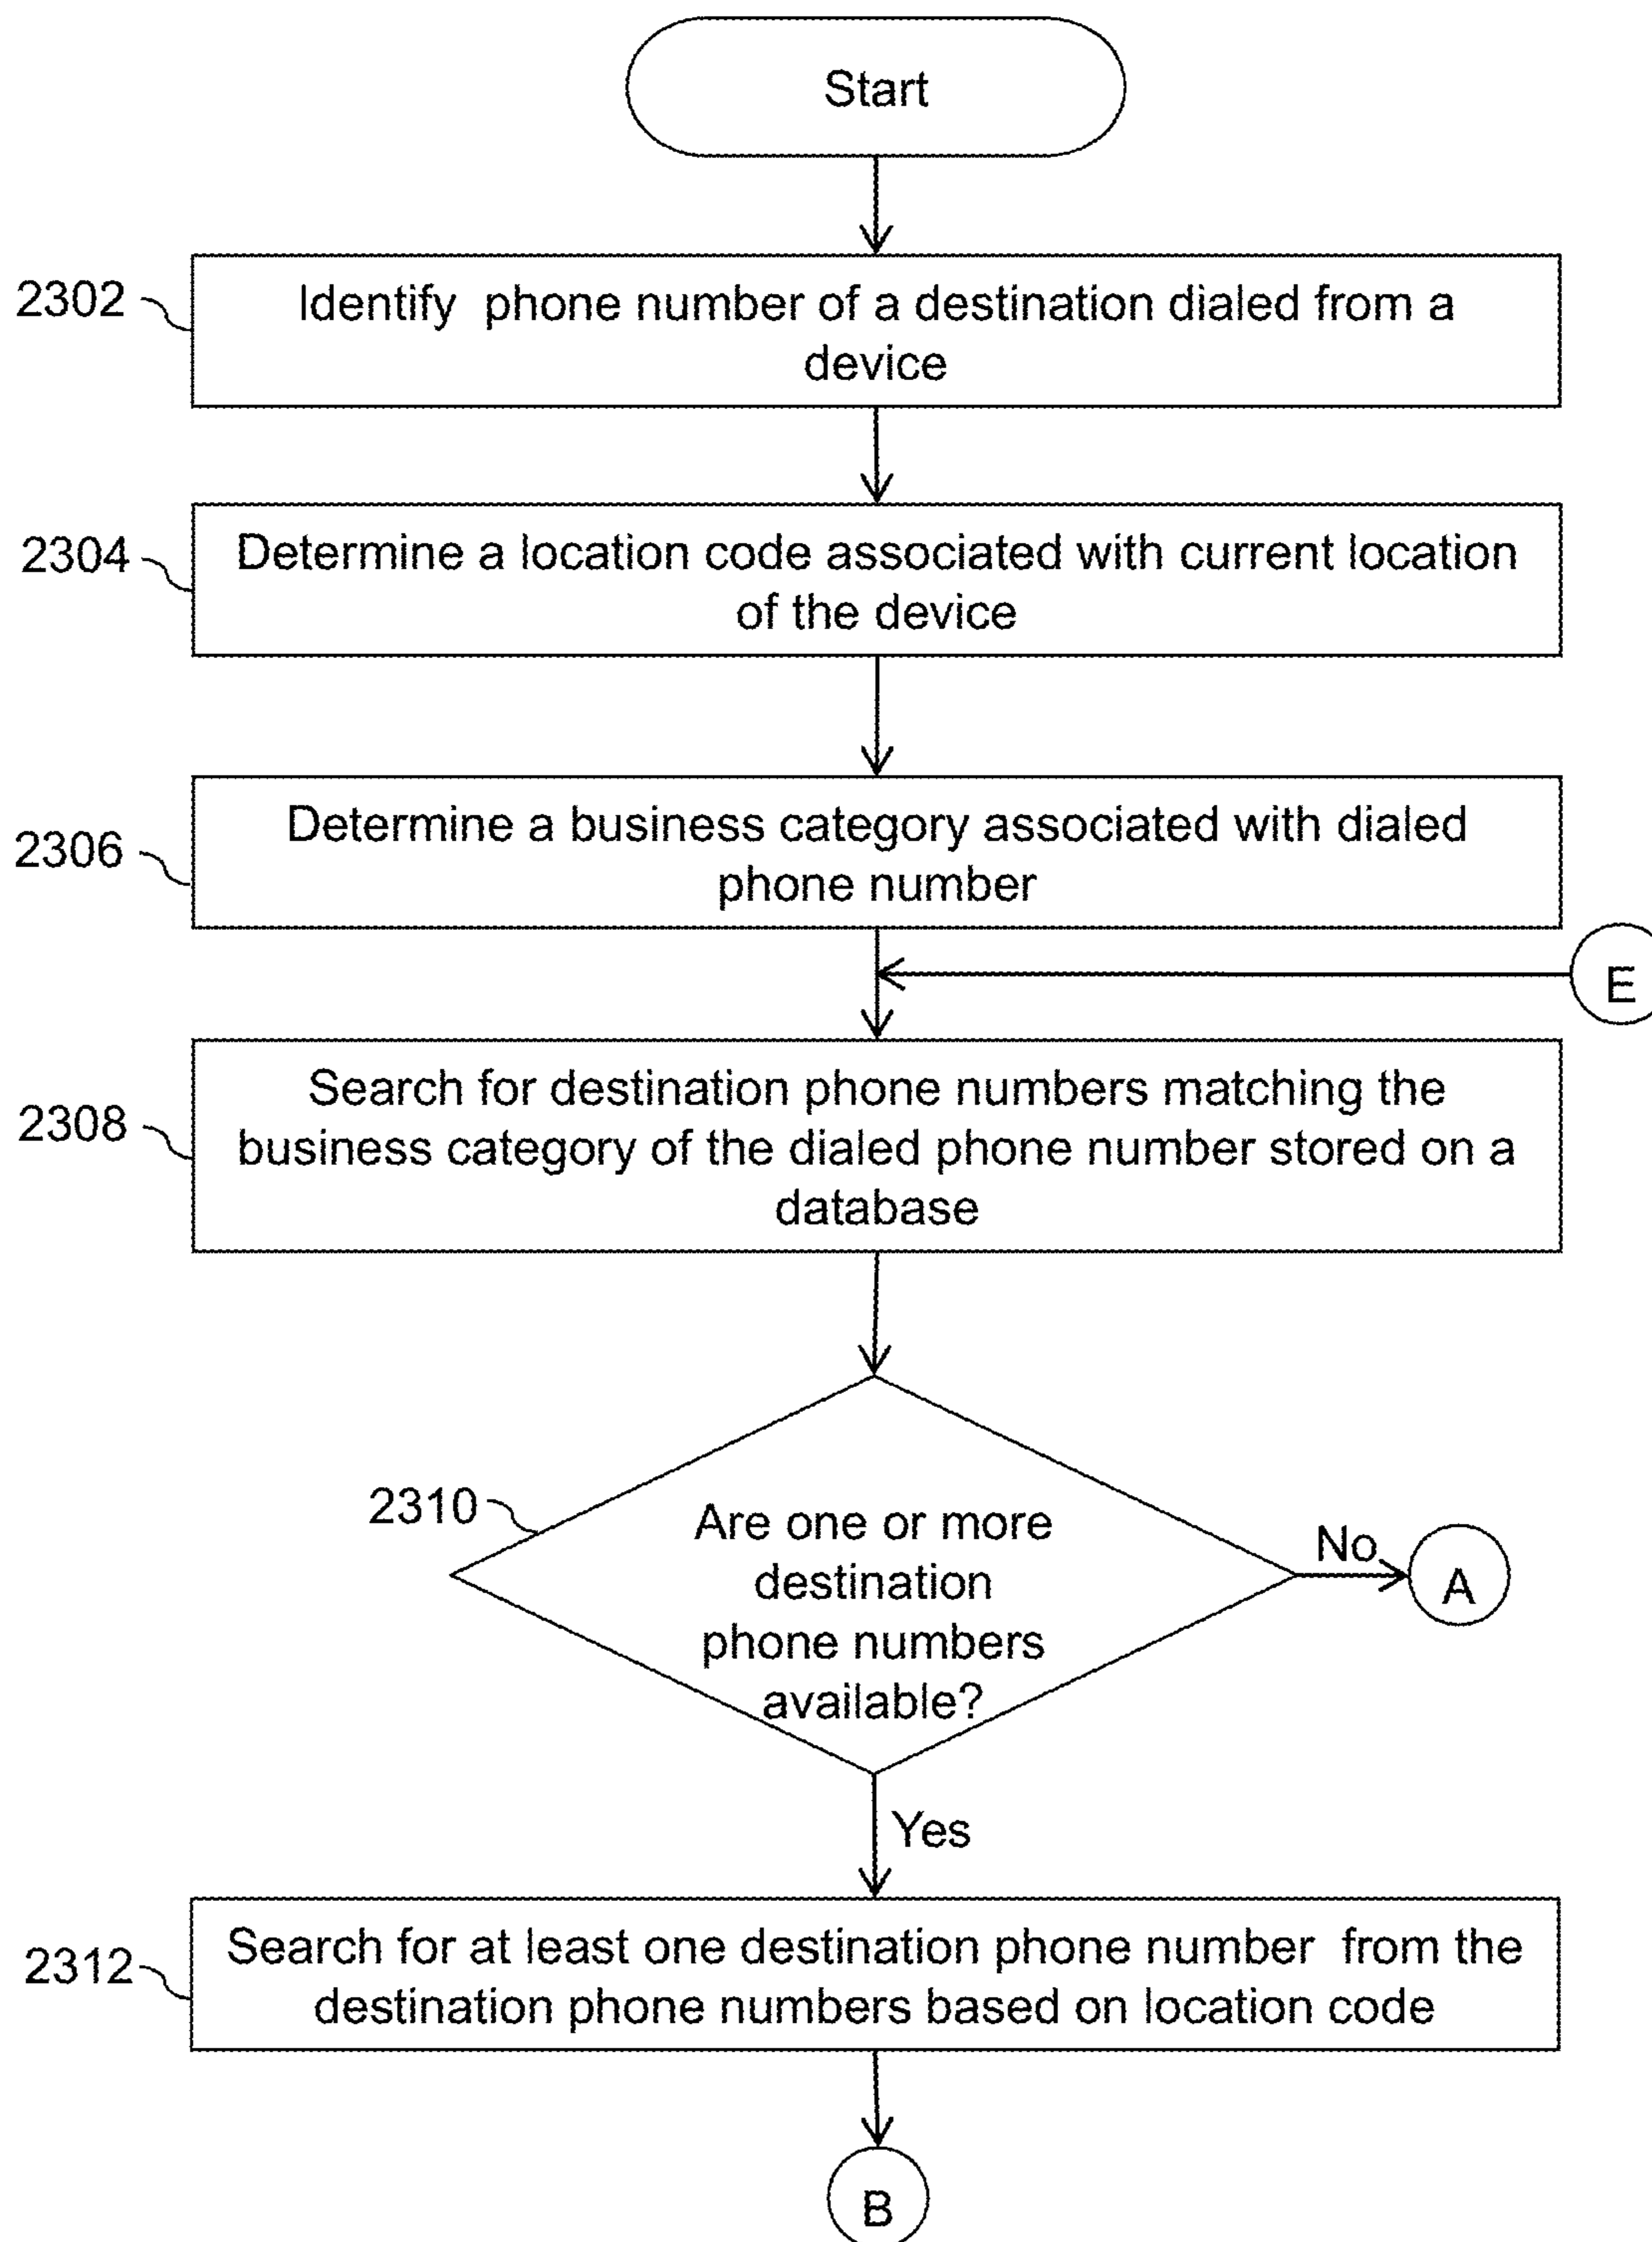 Start
2302
Identify phone number of a destination dialed from a
device
2304
Determine a location code associated with current location
of the device
2306
Determine a business category associated with dialed
phone number
E
2308
Search for destination phone numbers matching the
business category of the dialed phone number stored on a
database
2310
Are one or more
destination
phone numbers
available?
No
A
Yes
2312
Search for at least one destination phone number from the
destination phone numbers based on location code
B